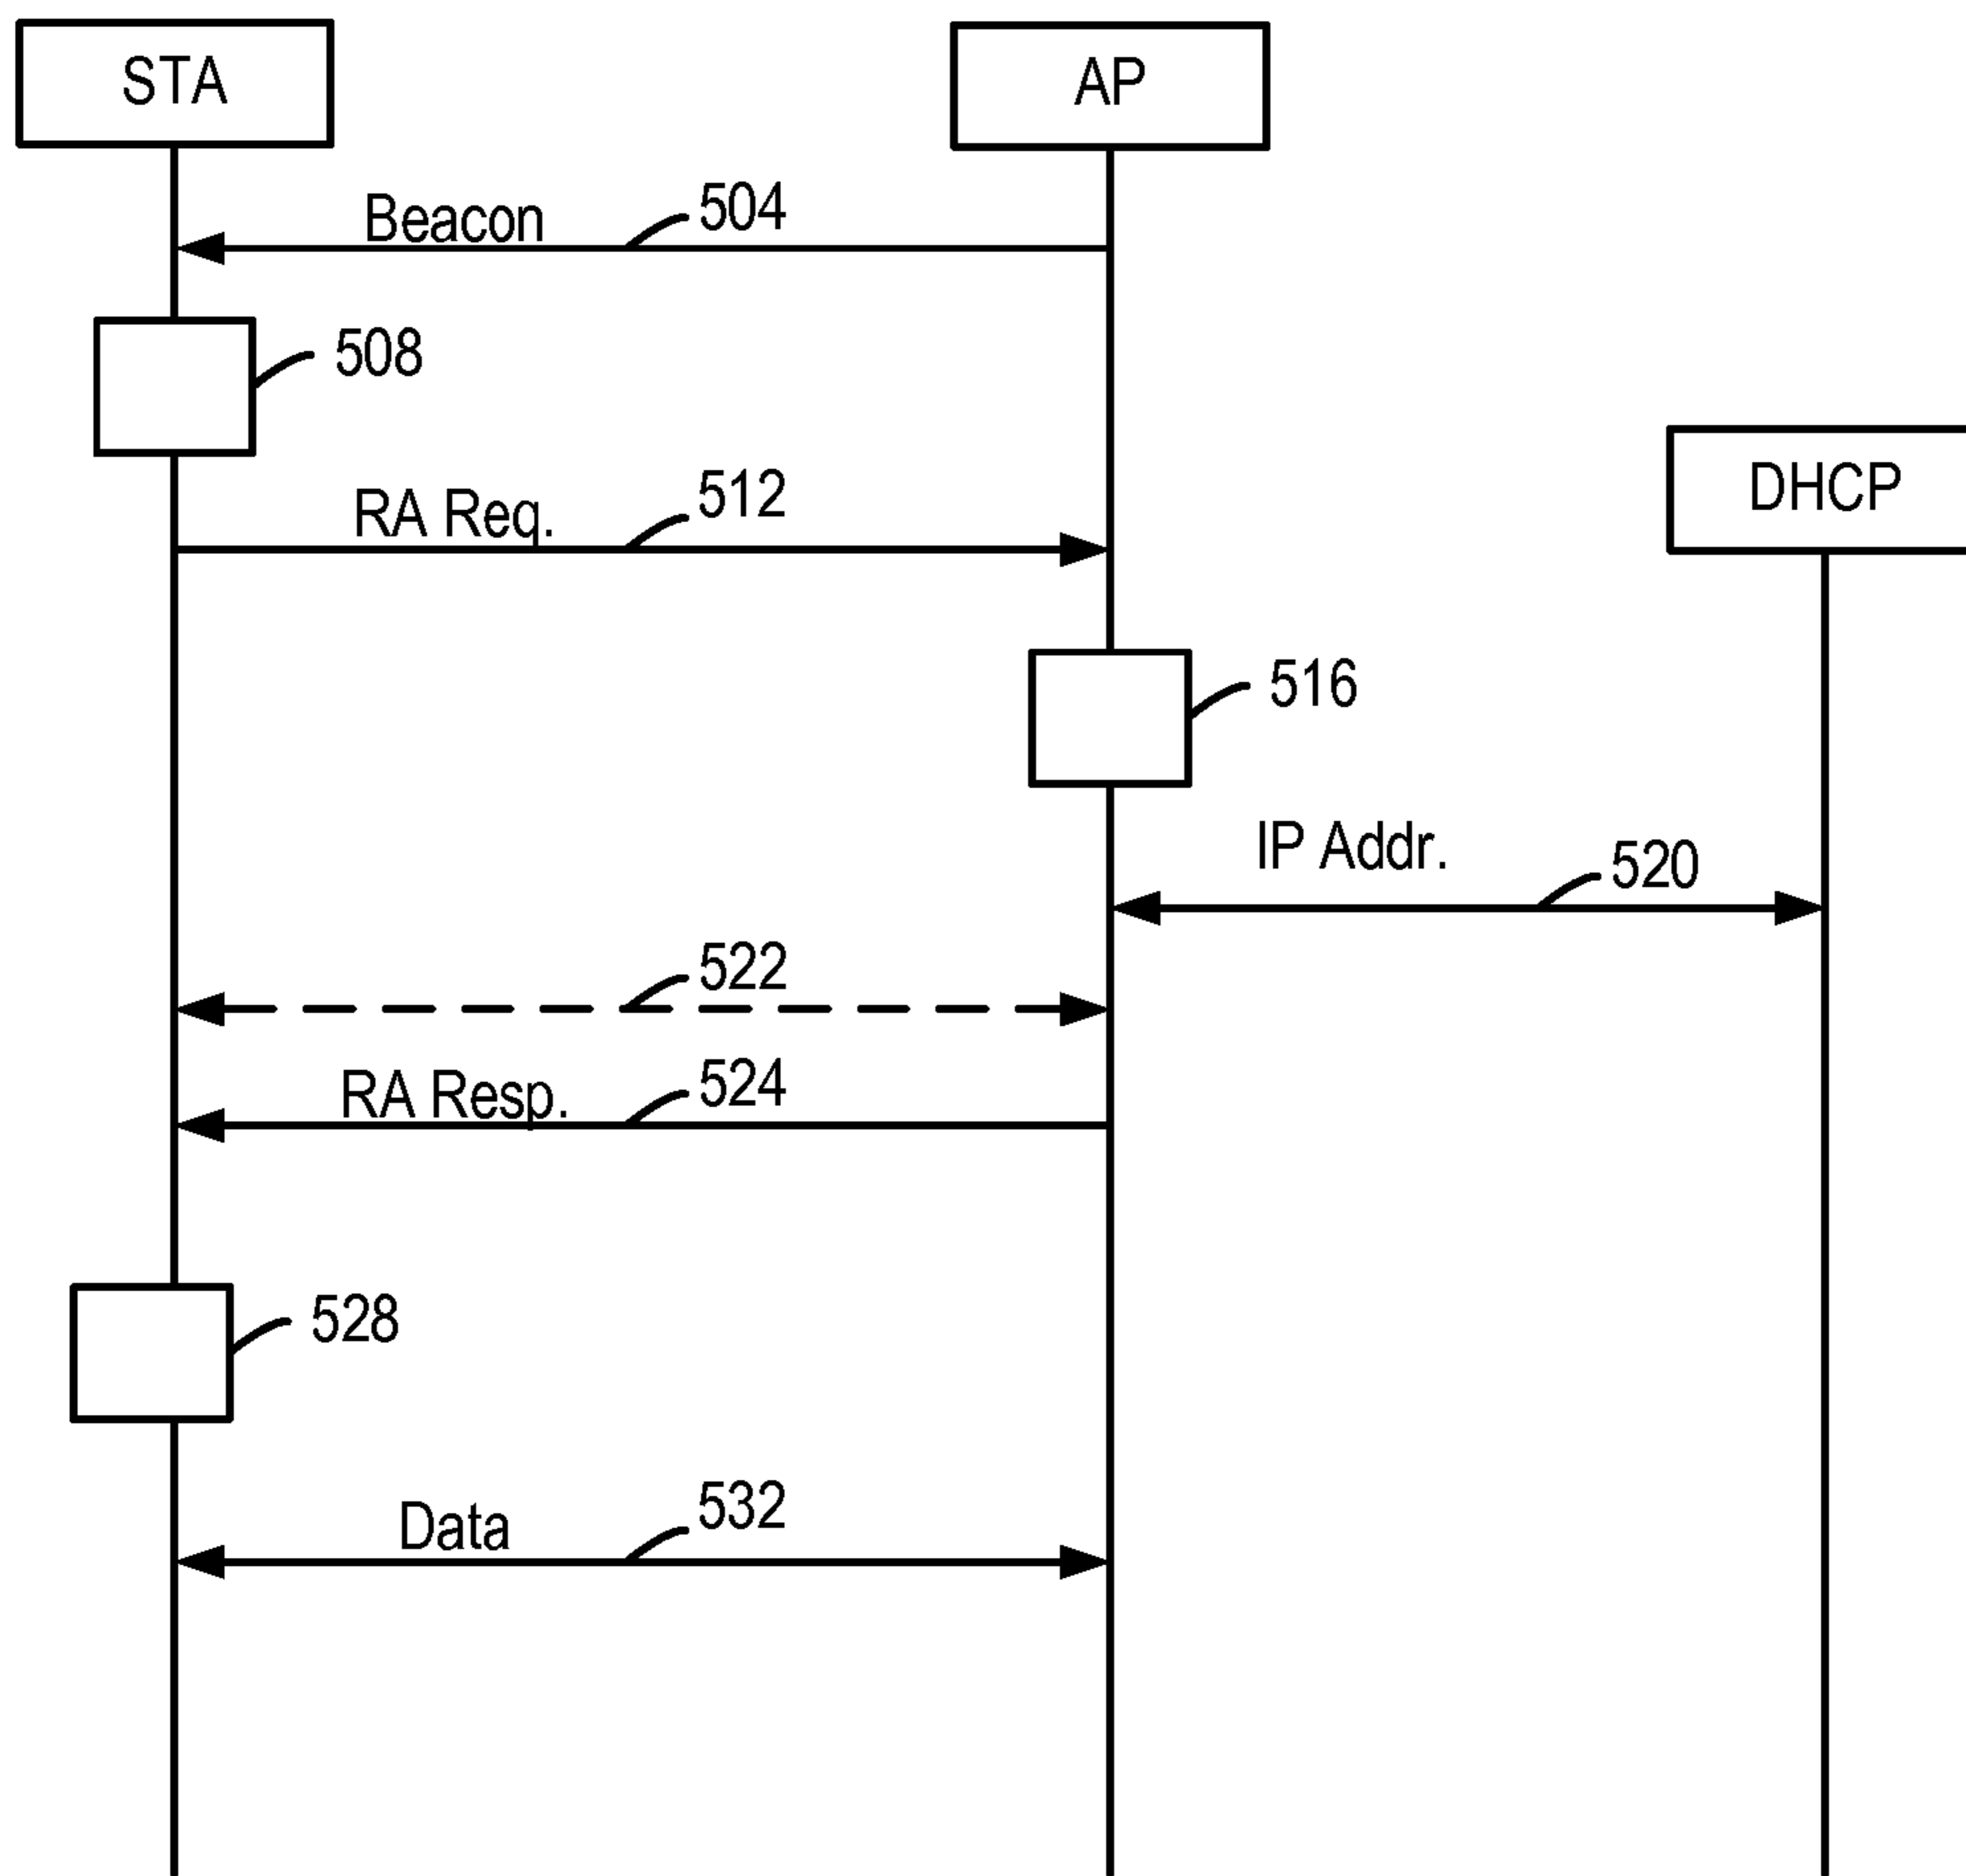 STA
AP
Beacon
504
508
DHCP
RA Req.
512
516
IP Addr.
520
522
RA Resp.
524
528
Data
532